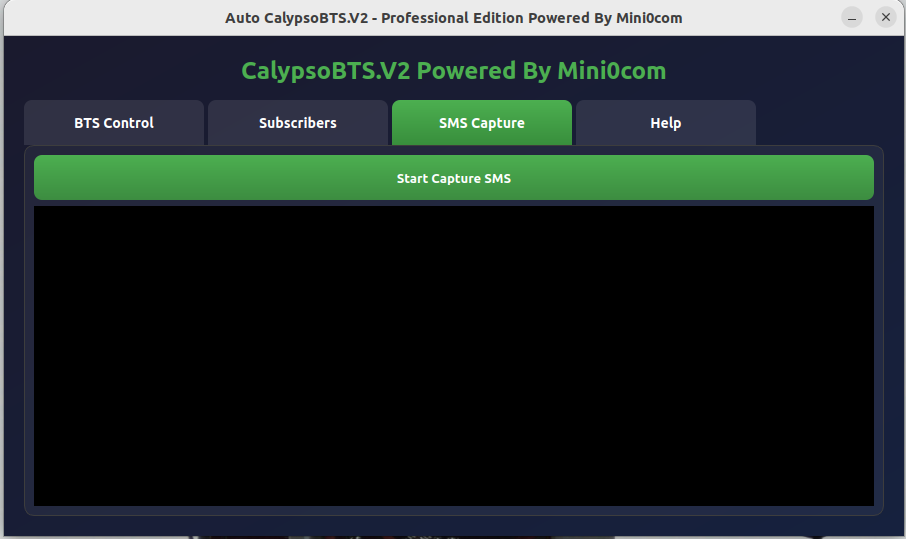 Auto CalypsoBTS.V2 - Professional Edition Powered By Mini0com
CalypsoBTS.V2 Powered By Mini0com
BTS Control
Subscribers
SMS Capture
Help
Start Capture SMS